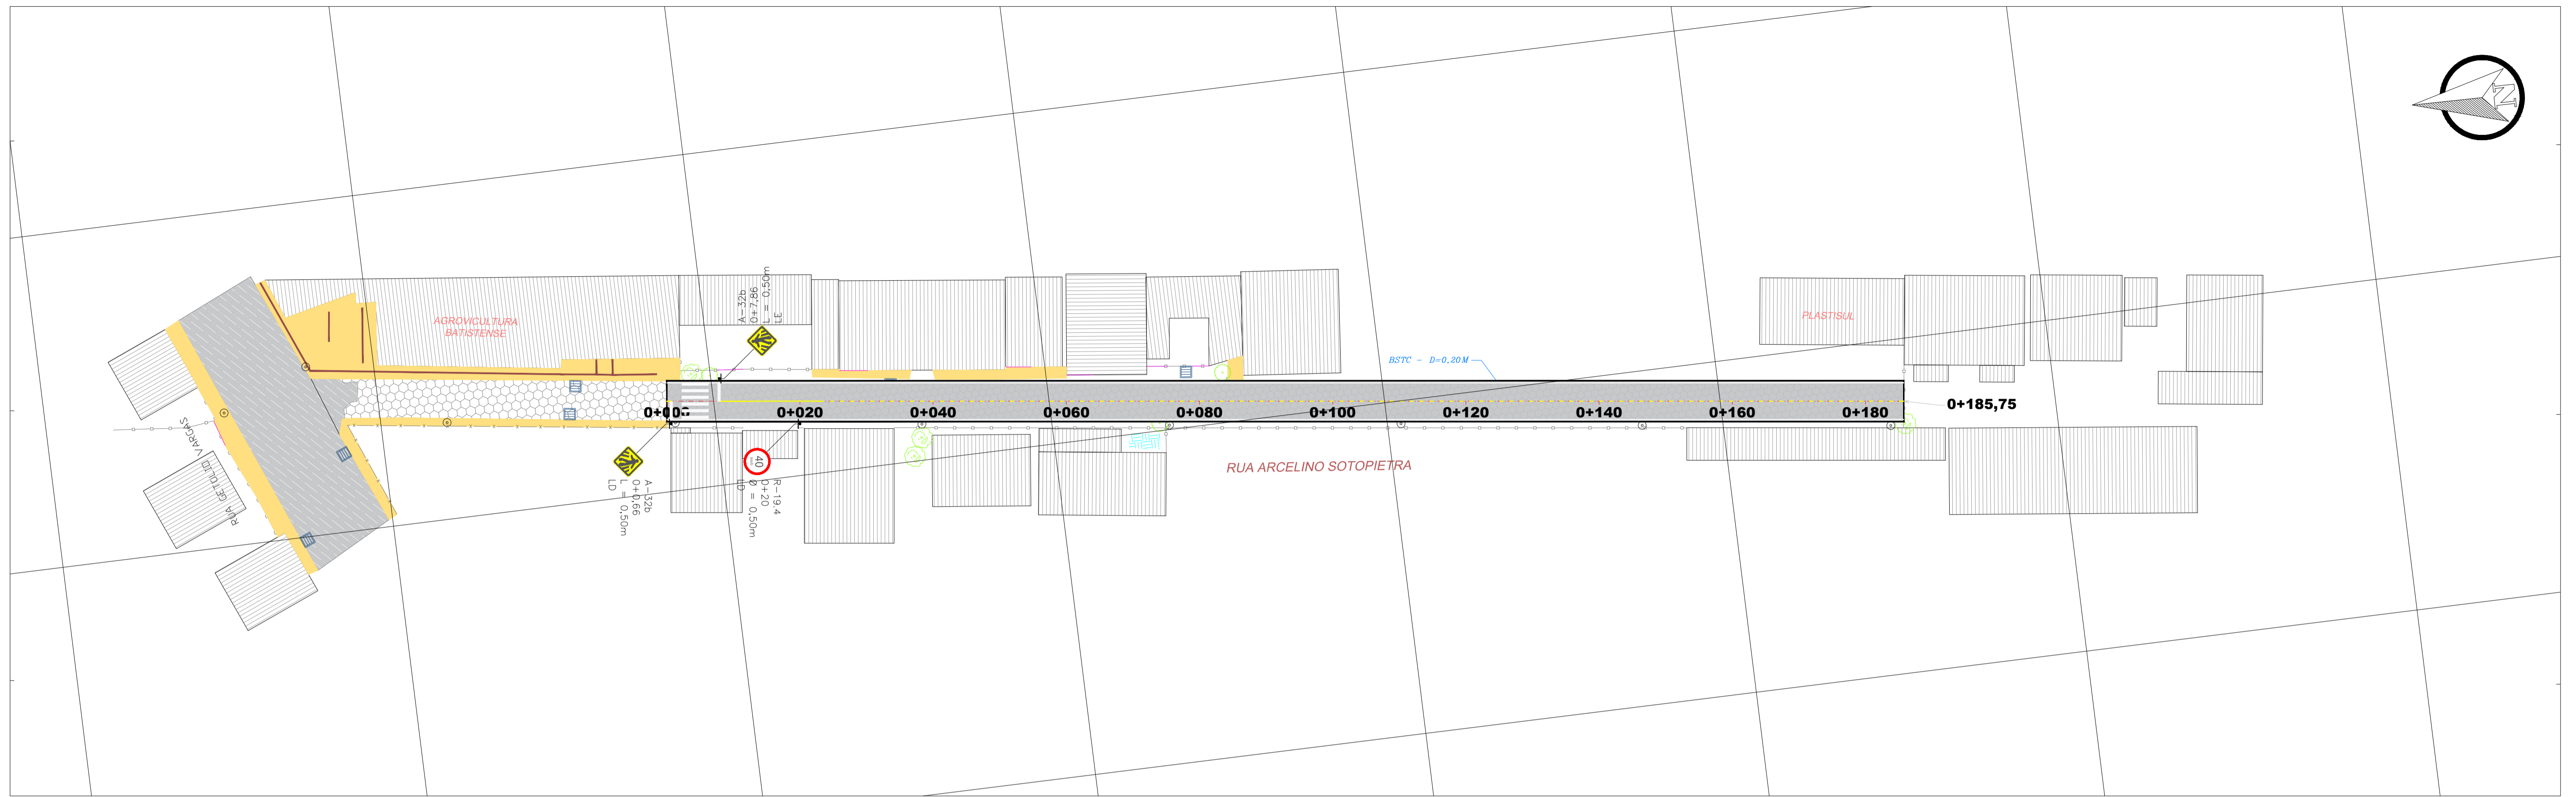 N
A-32b
0+7,86
L = 0,50m
LE
AGROVICULTURA
BATISTENSE
PLASTISUL
BSTC - D=0,20M
0+000
0+020
0+040
0+060
0+080
0+100
0+120
0+140
0+160
0+180
0+185,75
RUA GETOLIO VARGAS
40
A-32b
0+0,66
L = 0,50m
LD
R-19.4
0+20
Ø = 0,50m
LD
RUA ARCELINO SOTOPIETRA